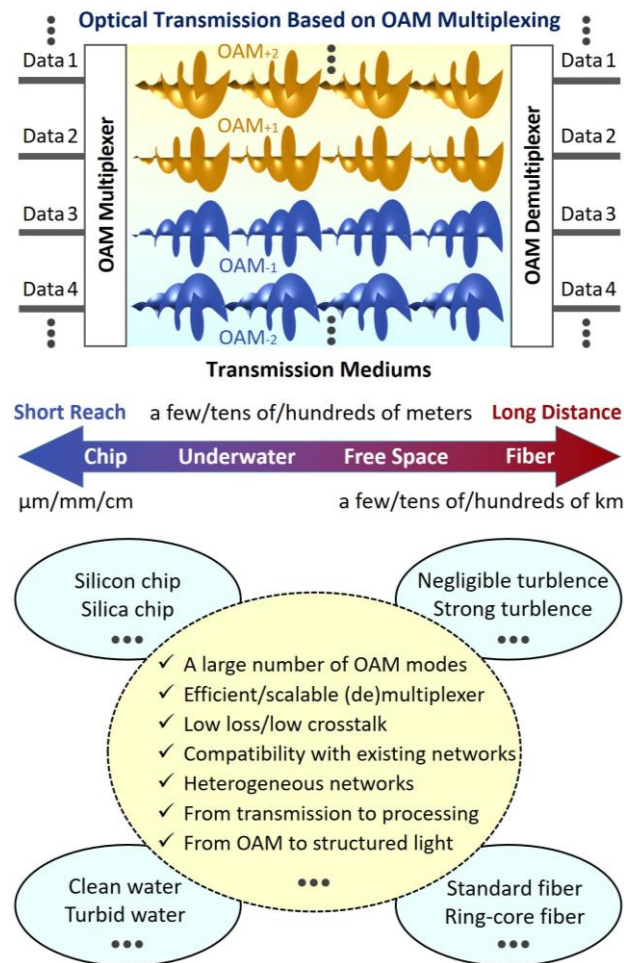 Optical Transmission Based on OAM Multiplexing
Data 1
Data 2
Data 3
Data 4
OAM Multiplexer
OAM+2
OAM+1
OAM-1
OAM-2
OAM Demultiplexer
Data 1
Data 2
Data 3
Data 4
Transmission Mediums
Short Reach a few/tens of/hundreds of meters Long Distance
Chip Underwater Free Space Fiber
μm/mm/cm a few/tens of/hundreds of km
Silicon chip
Silica chip
Negligible turblence
Strong turblence
✓ A large number of OAM modes
✓ Efficient/scalable (de)multiplexer
✓ Low loss/low crosstalk
✓ Compatibility with existing networks
✓ Heterogeneous networks
✓ From transmission to processing
✓ From OAM to structured light
Clean water
Turbid water
Standard fiber
Ring-core fiber